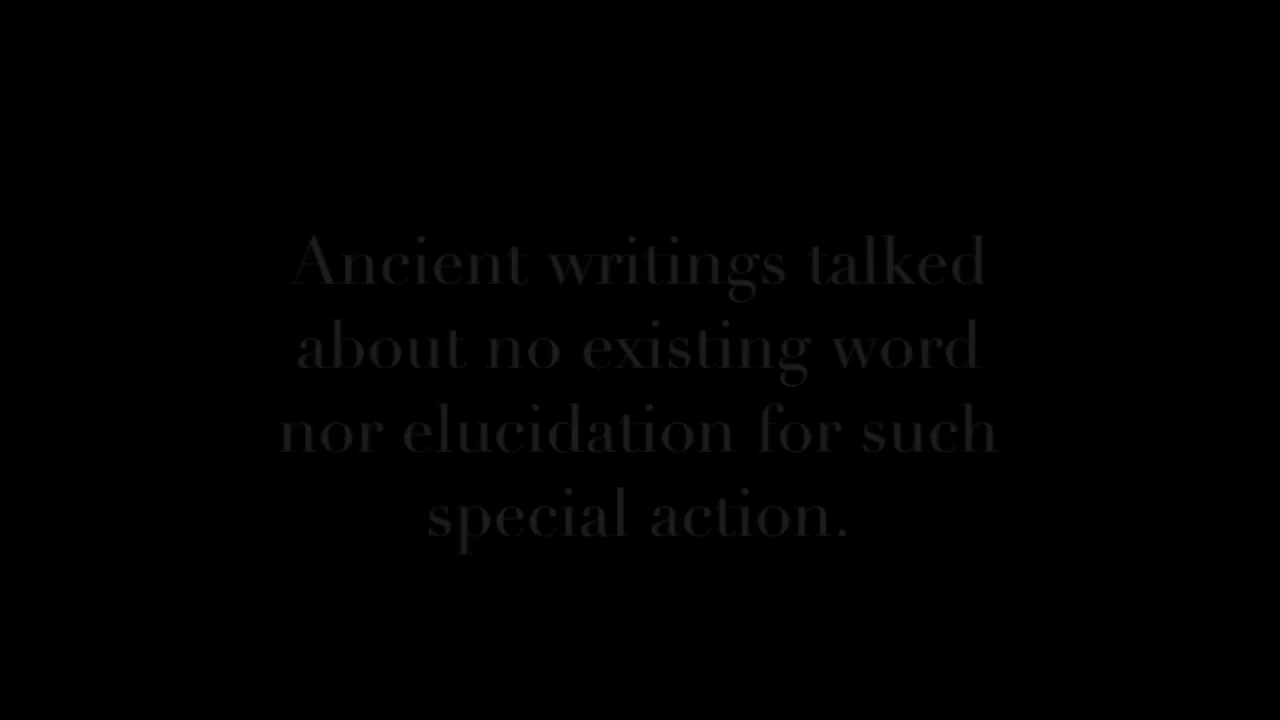 Ancient writings talked
about no existing word
nor elucidation for such
special action.